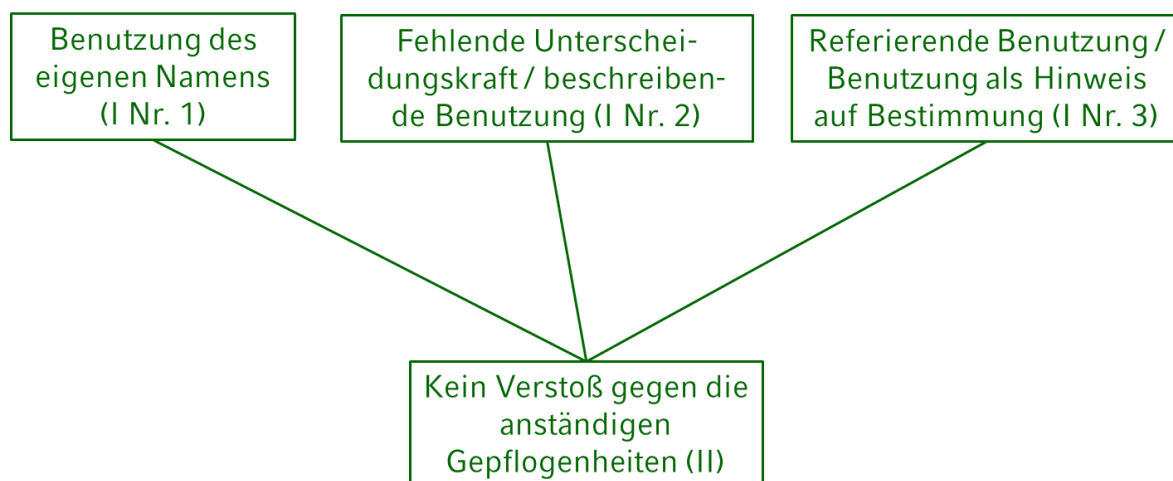 Benutzung des
eigenen Namens
(I Nr. 1)
Fehlende Unterschei-
dungskraft / beschreiben-
de Benutzung (I Nr. 2)
Referierende Benutzung /
Benutzung als Hinweis
auf Bestimmung (I Nr. 3)
Kein Verstoß gegen die
anständigen
Gepflogenheiten (II)